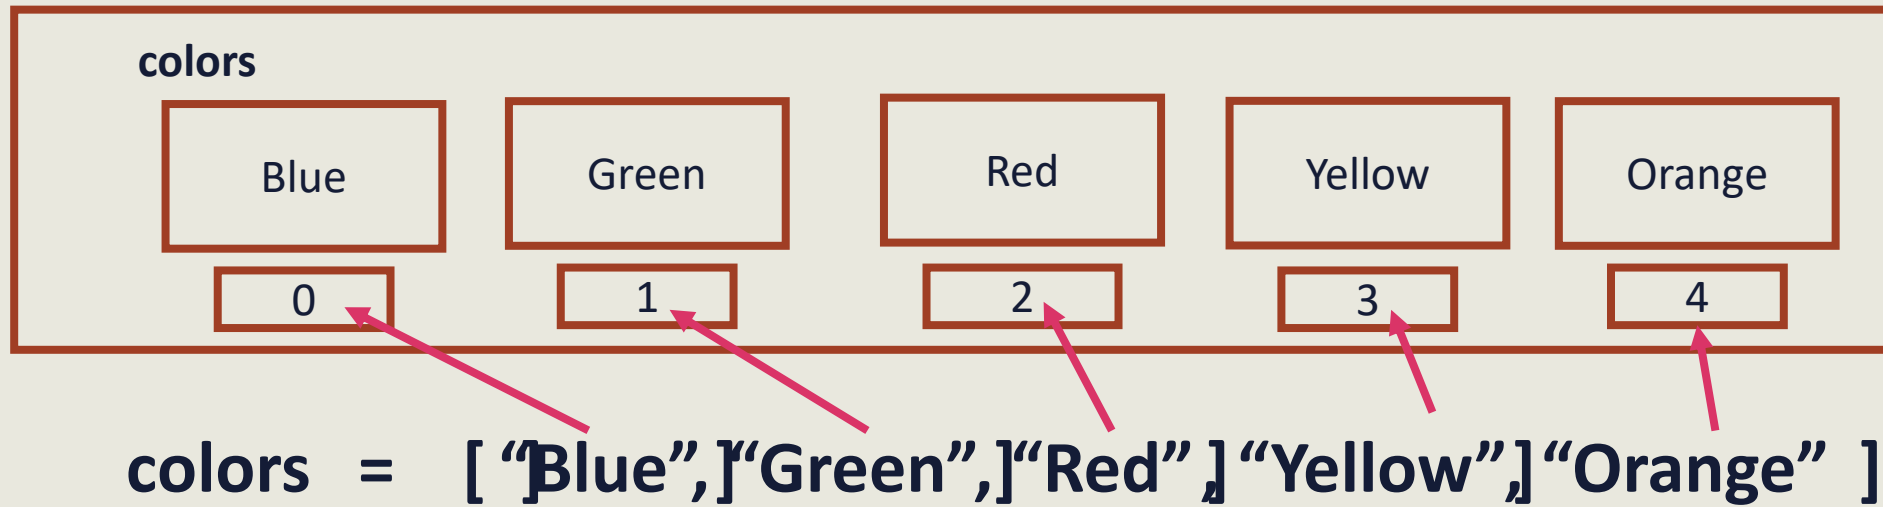 colors
Blue Green Red Yellow Orange
0 1 2 3 4
colors = [ “]Blue”,]“Green”,]“Red”,] “Yellow”,] “Orange” ]